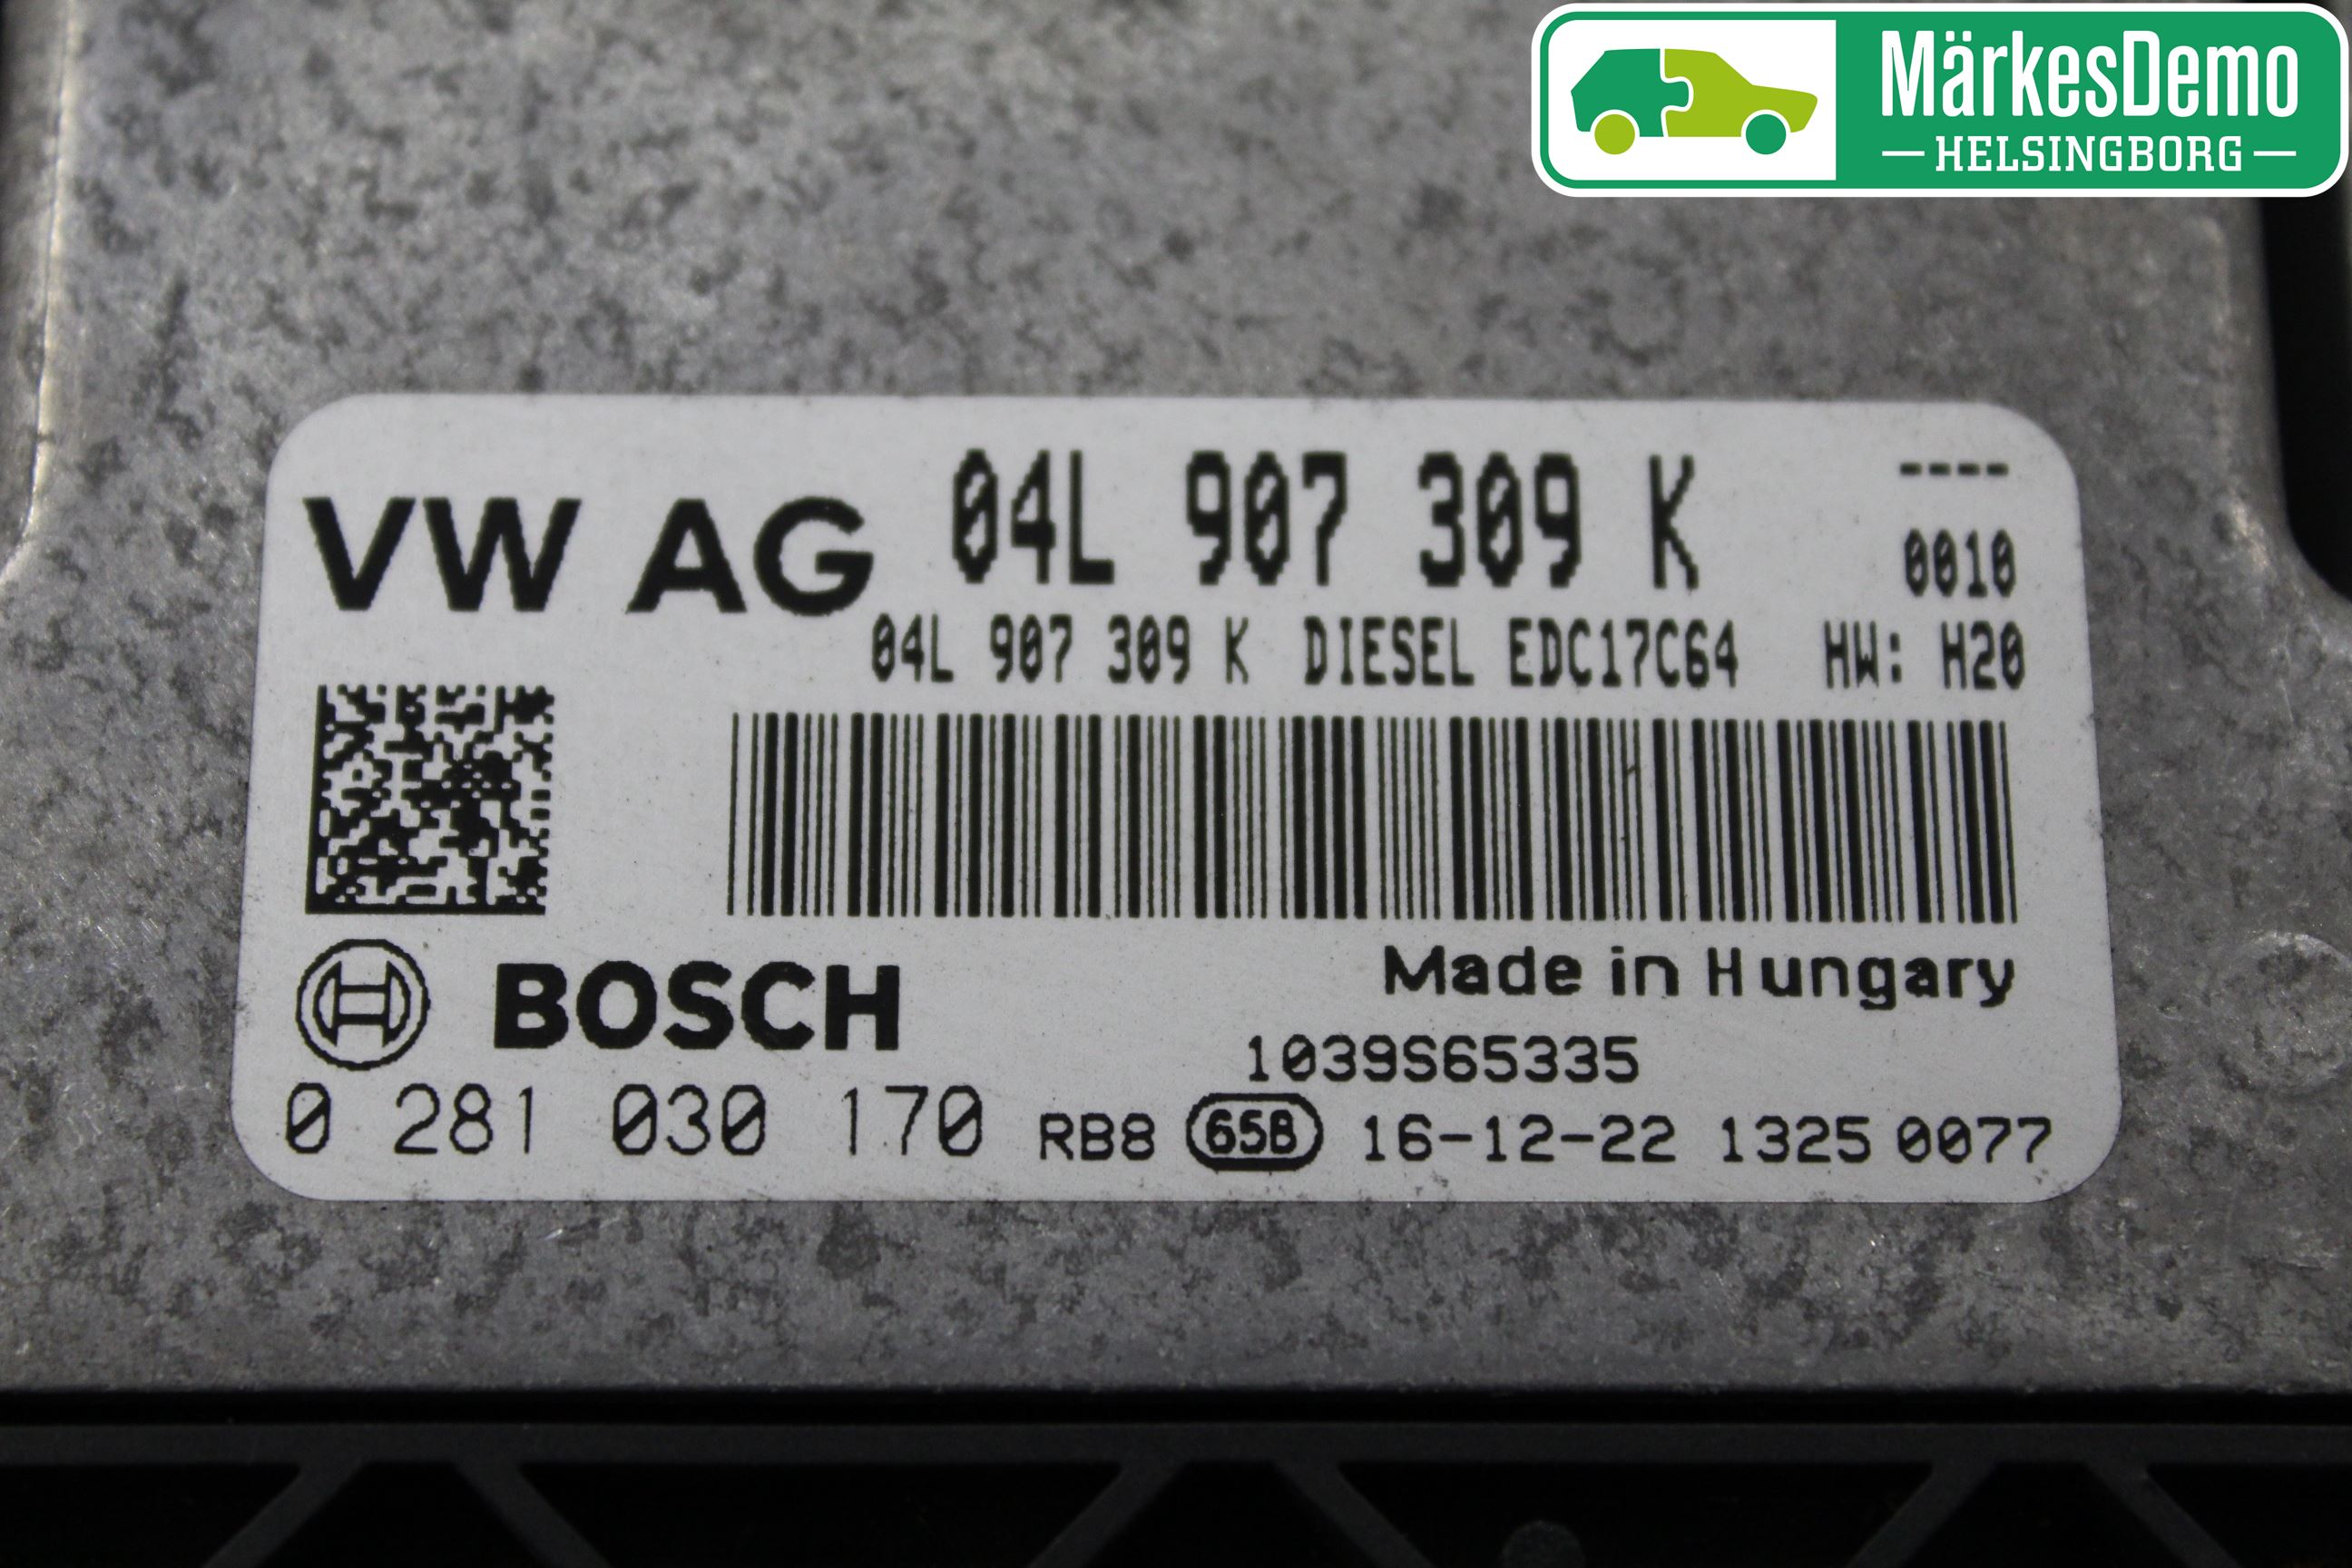 MärkesDemo
HELSINGBORG
VW AG 04L 907 309 K ----
0010
04L 907 309 K DIESEL EDC17C64 HW: H20
BOSCH Made in Hungary
1039S65335
0 281 030 170 RB8 65B 16-12-22 1325 0077